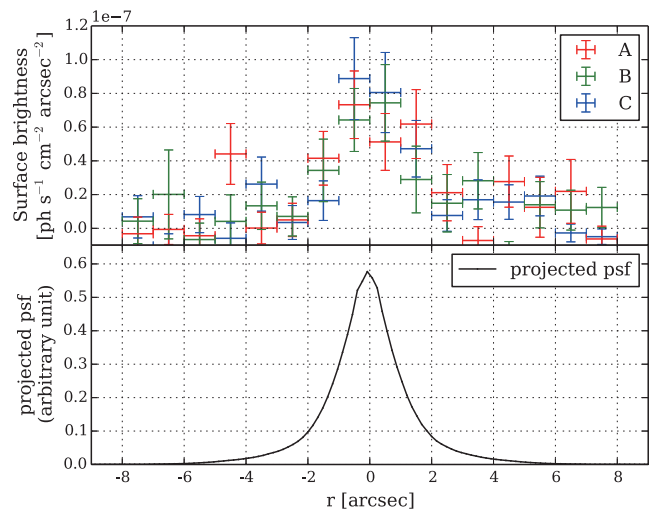 1e−7
1.2
1.0
0.8
0.6
0.4
0.2
0.0
Surface brightness
[ph s⁻¹ cm⁻² arcsec⁻²]
A
B
C
0.6
0.5
0.4
0.3
0.2
0.1
0.0
projected psf
(arbitrary unit)
projected psf
-8 -6 -4 -2 0 2 4 6 8
r [arcsec]